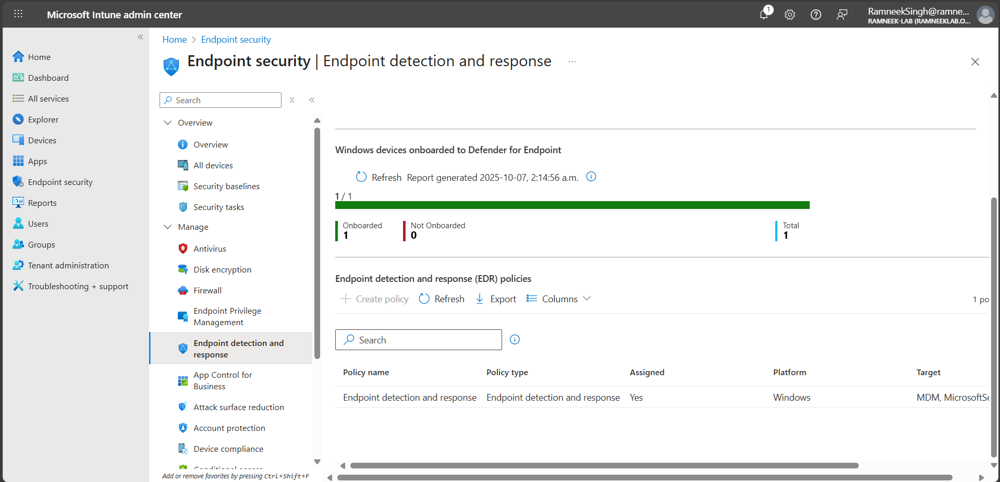 Microsoft Intune admin center
1
RamneekSingh@ramne...
RAMNEEK-LAB (RAMNEEKLAB.O...
Home
Dashboard
All services
Explorer
Devices
Apps
Endpoint security
Reports
Users
Groups
Tenant administration
Troubleshooting + support
Home > Endpoint security
Endpoint security | Endpoint detection and response ...
Search
Overview
Overview
All devices
Security baselines
Security tasks
Manage
Antivirus
Disk encryption
Firewall
Endpoint Privilege
Management
Endpoint detection and
response
App Control for
Business
Attack surface reduction
Account protection
Device compliance
Conditional access
Add or remove favorites by pressing Ctrl+Shift+F
Windows devices onboarded to Defender for Endpoint
Refresh Report generated 2025-10-07, 2:14:56 a.m.
1 / 1
Onboarded Not Onboarded Total
1 0 1
Endpoint detection and response (EDR) policies
Create policy Refresh Export Columns 1 po
Search
Policy name Policy type Assigned Platform Target
Endpoint detection and response Endpoint detection and response Yes Windows MDM, MicrosoftSe